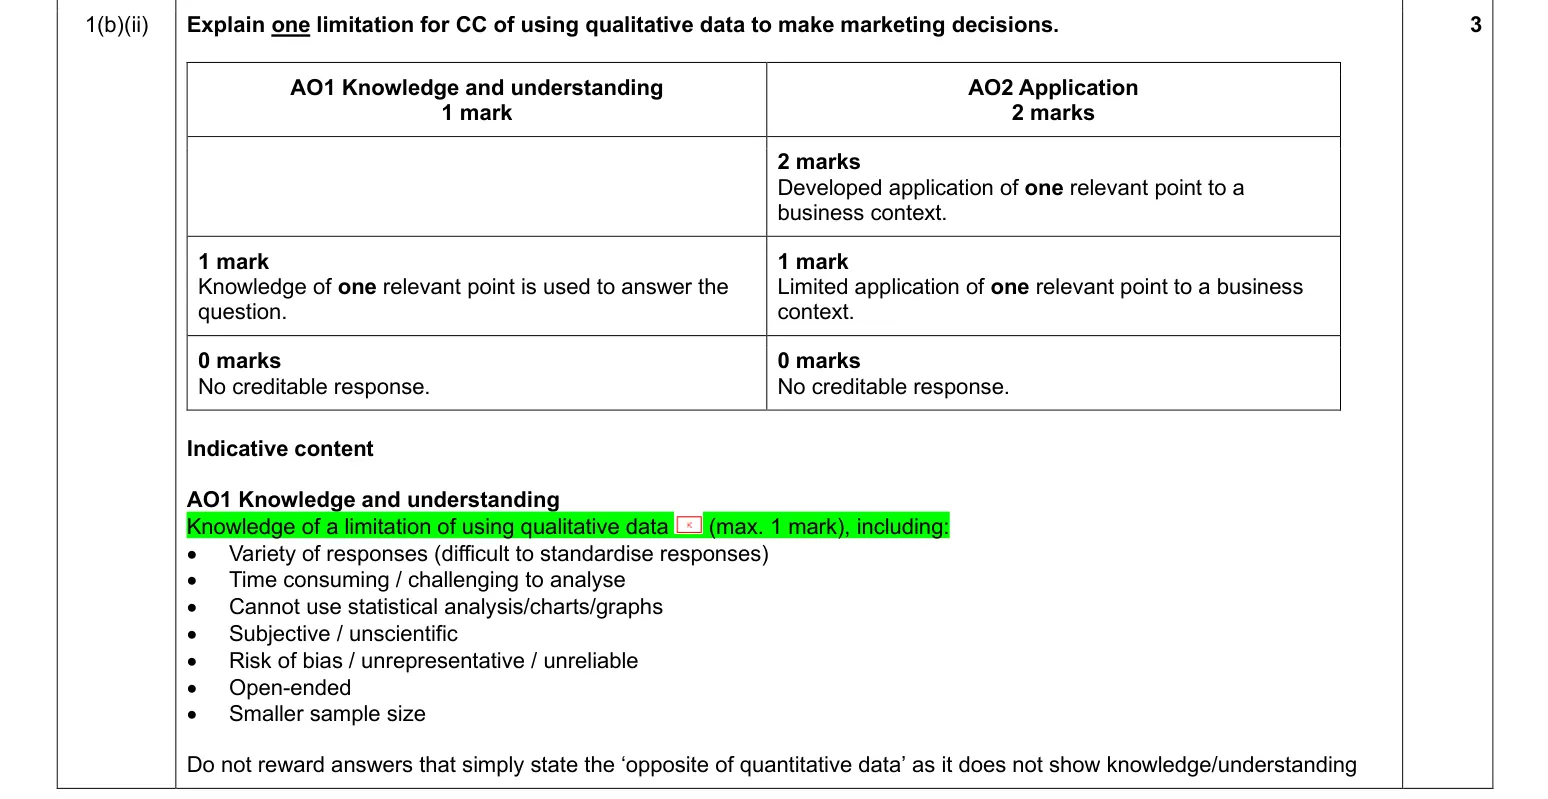 1(b)(ii) Explain one limitation for CC of using qualitative data to make marketing decisions. 3
AO1 Knowledge and understanding
1 mark
AO2 Application
2 marks
2 marks
Developed application of one relevant point to a
business context.
1 mark
Knowledge of one relevant point is used to answer the
question.
1 mark
Limited application of one relevant point to a business
context.
0 marks
No creditable response.
0 marks
No creditable response.
Indicative content
AO1 Knowledge and understanding
Knowledge of a limitation of using qualitative data K (max. 1 mark), including:
• Variety of responses (difficult to standardise responses)
• Time consuming / challenging to analyse
• Cannot use statistical analysis/charts/graphs
• Subjective / unscientific
• Risk of bias / unrepresentative / unreliable
• Open-ended
• Smaller sample size
Do not reward answers that simply state the ‘opposite of quantitative data’ as it does not show knowledge/understanding